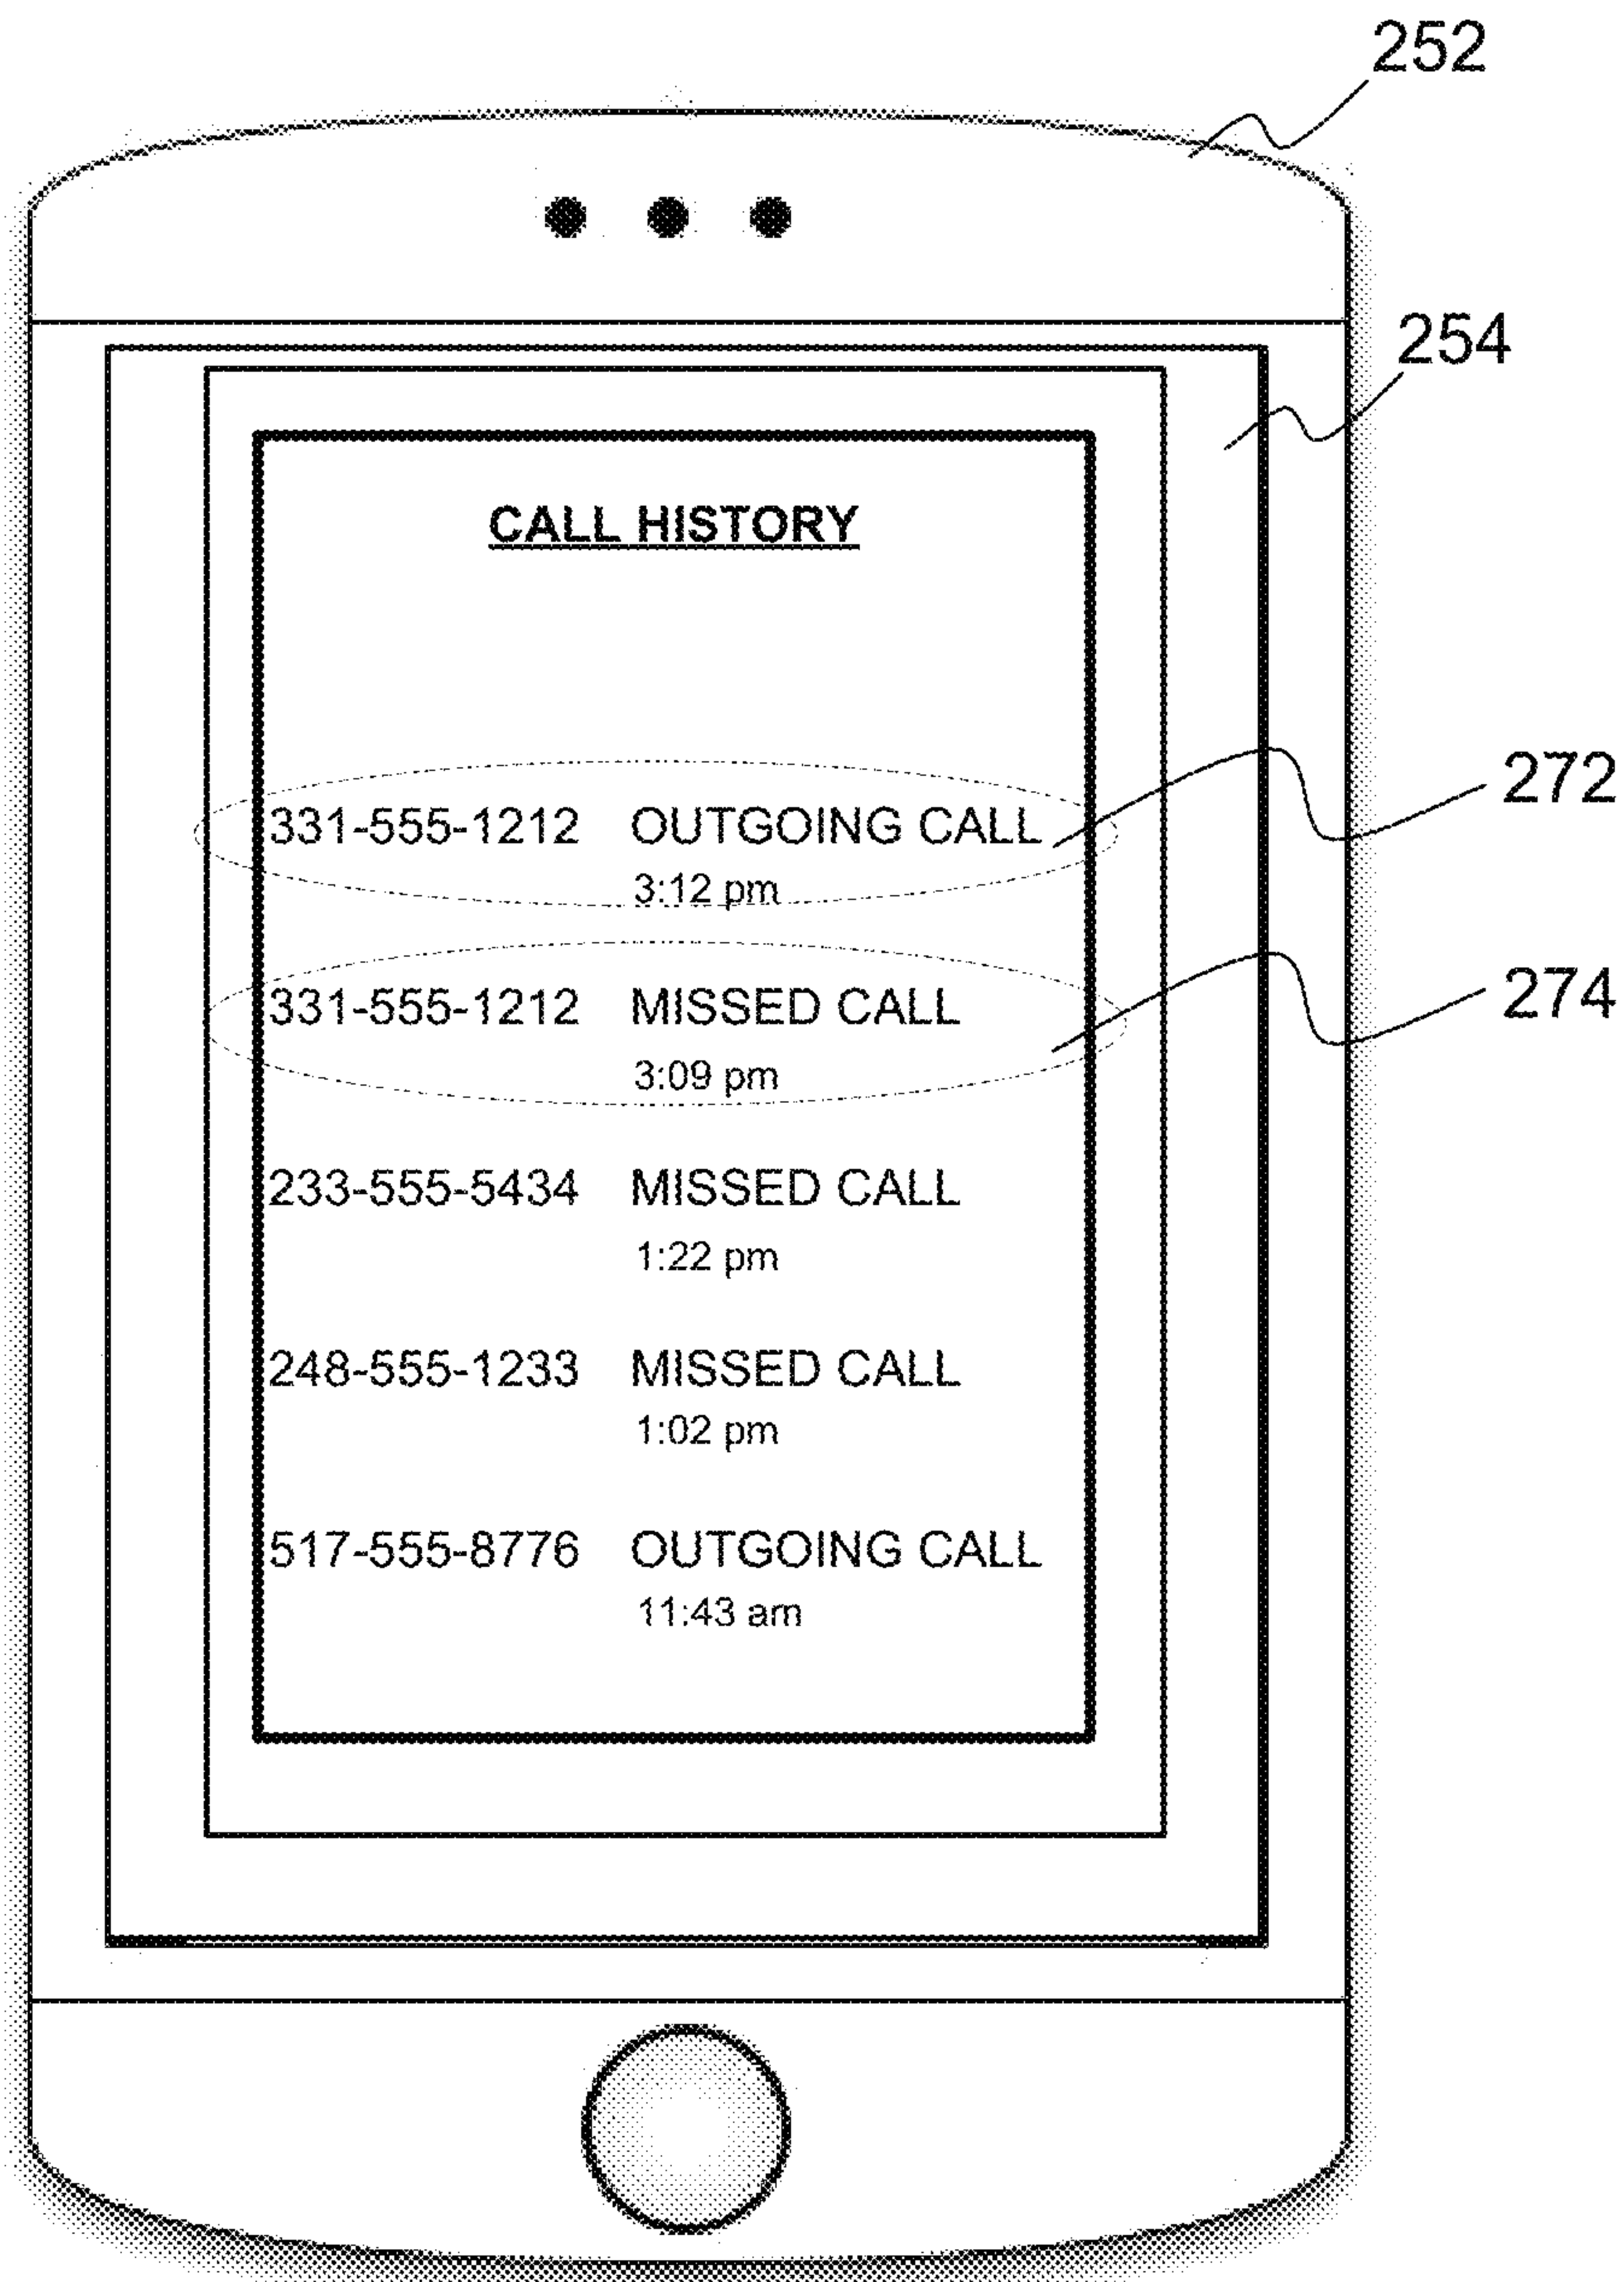 252
254
CALL HISTORY
331-555-1212 OUTGOING CALL
3:12 pm
272
331-555-1212 MISSED CALL
3:09 pm
274
233-555-5434 MISSED CALL
1:22 pm
248-555-1233 MISSED CALL
1:02 pm
517-555-8776 OUTGOING CALL
11:43 am